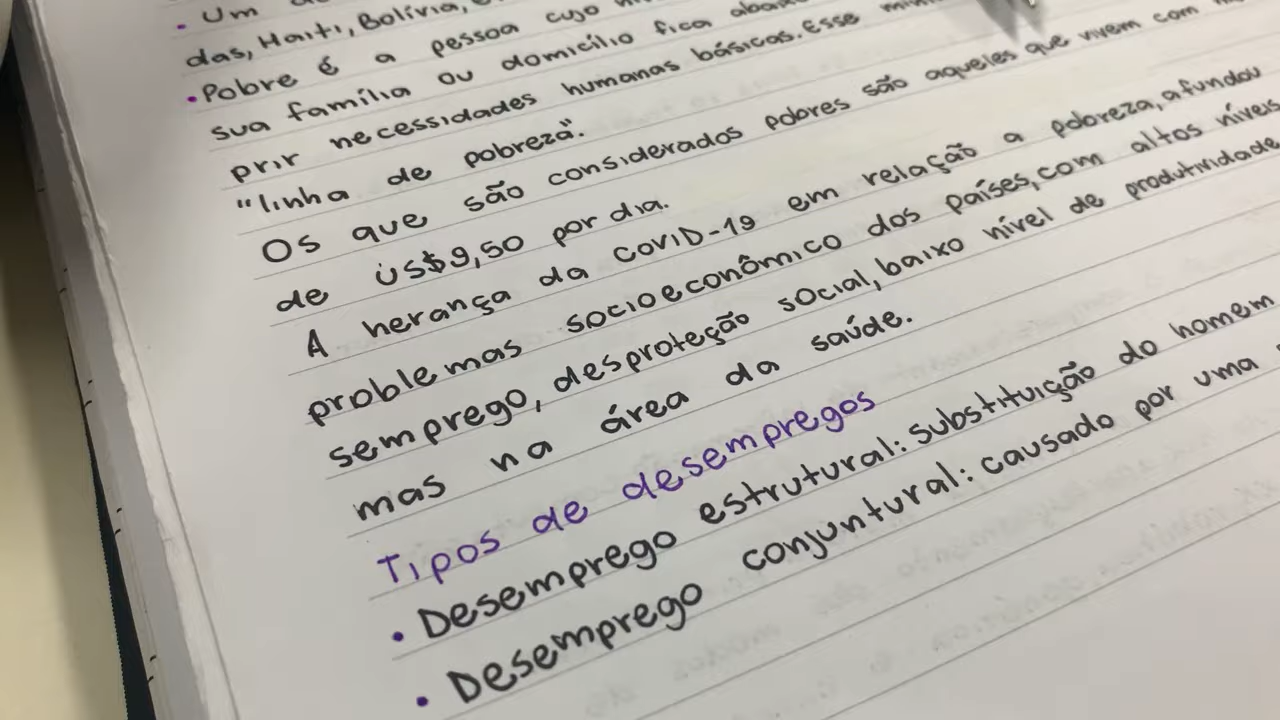 • Um
das, Haiti, Bolívia,
• Pobre é a pessoa cujo
sua família ou domicílio fica
prir necessidades humanas básicas. Esse
"linha de pobreza".
Os que são considerados pobres são aqueles que vivem com
de US$9,50 por dia.
A herança da COVID-19 em relação a pobreza, afundou
problemas socioeconômico dos países, com altos níveis
semprego, desproteção social, baixo nível de produtividade
mas na área da saúde.
Tipos de desempregos
• Desemprego estrutural: substituição do homem
• Desemprego conjuntural: causado por uma